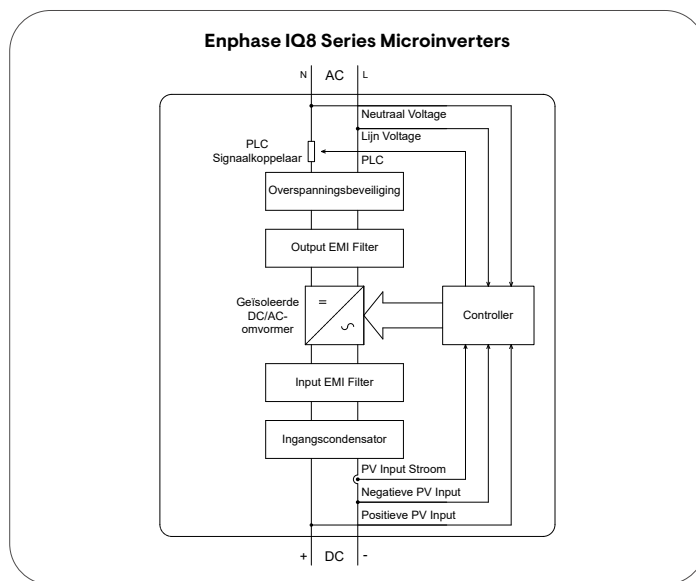 Enphase IQ8 Series Microinverters
N AC L
Neutraal Voltage
Lijn Voltage
PLC
Signaalkoppelaar
PLC
Overspanningsbeveiliging
Output EMI Filter
Geïsoleerde
DC/AC-
omvormer
=
∿
Controller
Input EMI Filter
Ingangscondensator
PV Input Stroom
Negatieve PV Input
Positieve PV Input
+ DC -